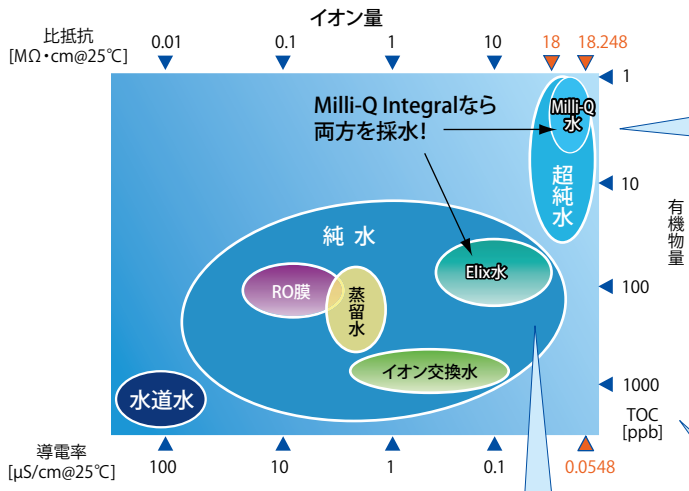 イオン量
比抵抗
[MΩ・cm@25℃]
0.01
0.1
1
10
18
18.248
Milli-Q Integralなら
両方を採水!
Milli-Q
水
超純水
1
10
100
1000
有機物量
TOC
[ppb]
純 水
RO膜
蒸留水
Elix水
イオン交換水
水道水
導電率
[µS/cm@25℃]
100
10
1
0.1
0.0548